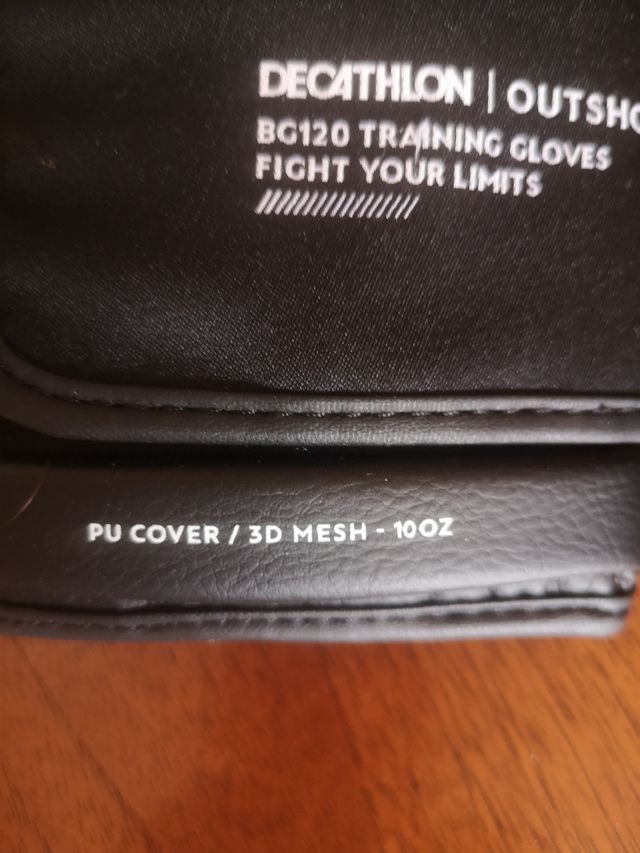 DECATHLON | OUTSHO
BG120 TRAINING GLOVES
FIGHT YOUR LIMITS
PU COVER / 3D MESH - 10OZ